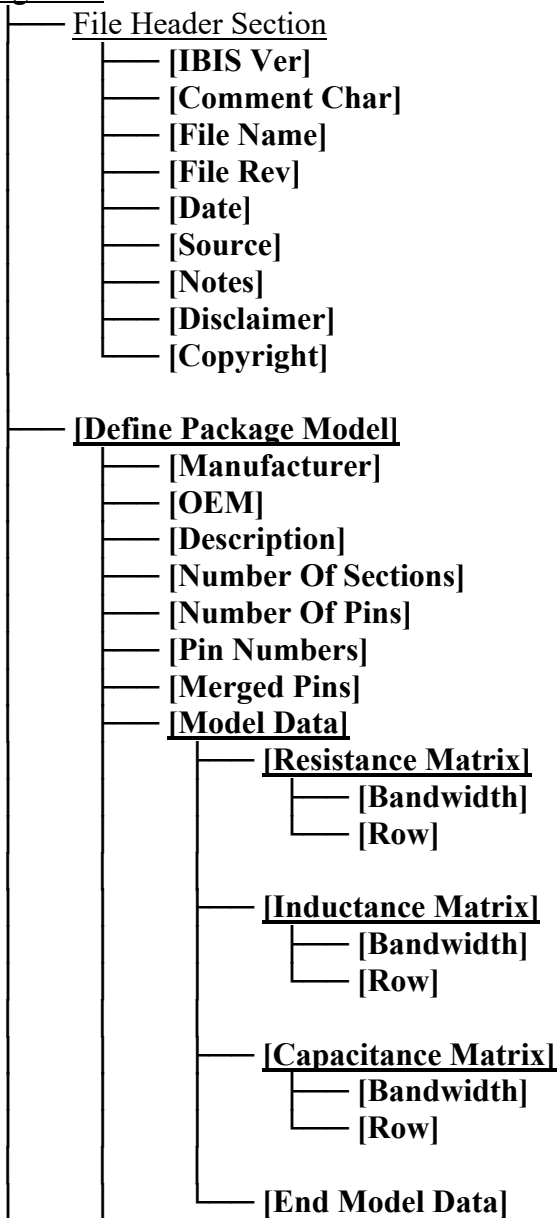 File Header Section
[IBIS Ver]
[Comment Char]
[File Name]
[File Rev]
[Date]
[Source]
[Notes]
[Disclaimer]
[Copyright]
[Define Package Model]
[Manufacturer]
[OEM]
[Description]
[Number Of Sections]
[Number Of Pins]
[Pin Numbers]
[Merged Pins]
[Model Data]
[Resistance Matrix]
[Bandwidth]
[Row]
[Inductance Matrix]
[Bandwidth]
[Row]
[Capacitance Matrix]
[Bandwidth]
[Row]
[End Model Data]